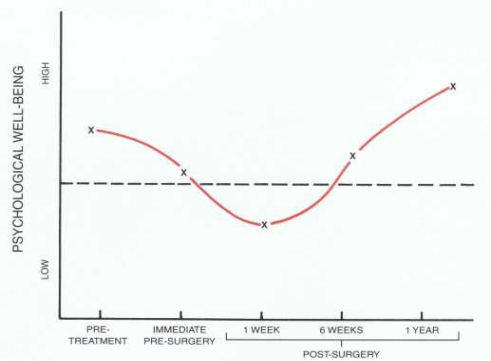 PSYCHOLOGICAL WELL-BEING
HIGH
LOW
x
x
x
x
x
PRE-
TREATMENT
IMMEDIATE
PRE-SURGERY
1 WEEK
6 WEEKS
1 YEAR
POST-SURGERY